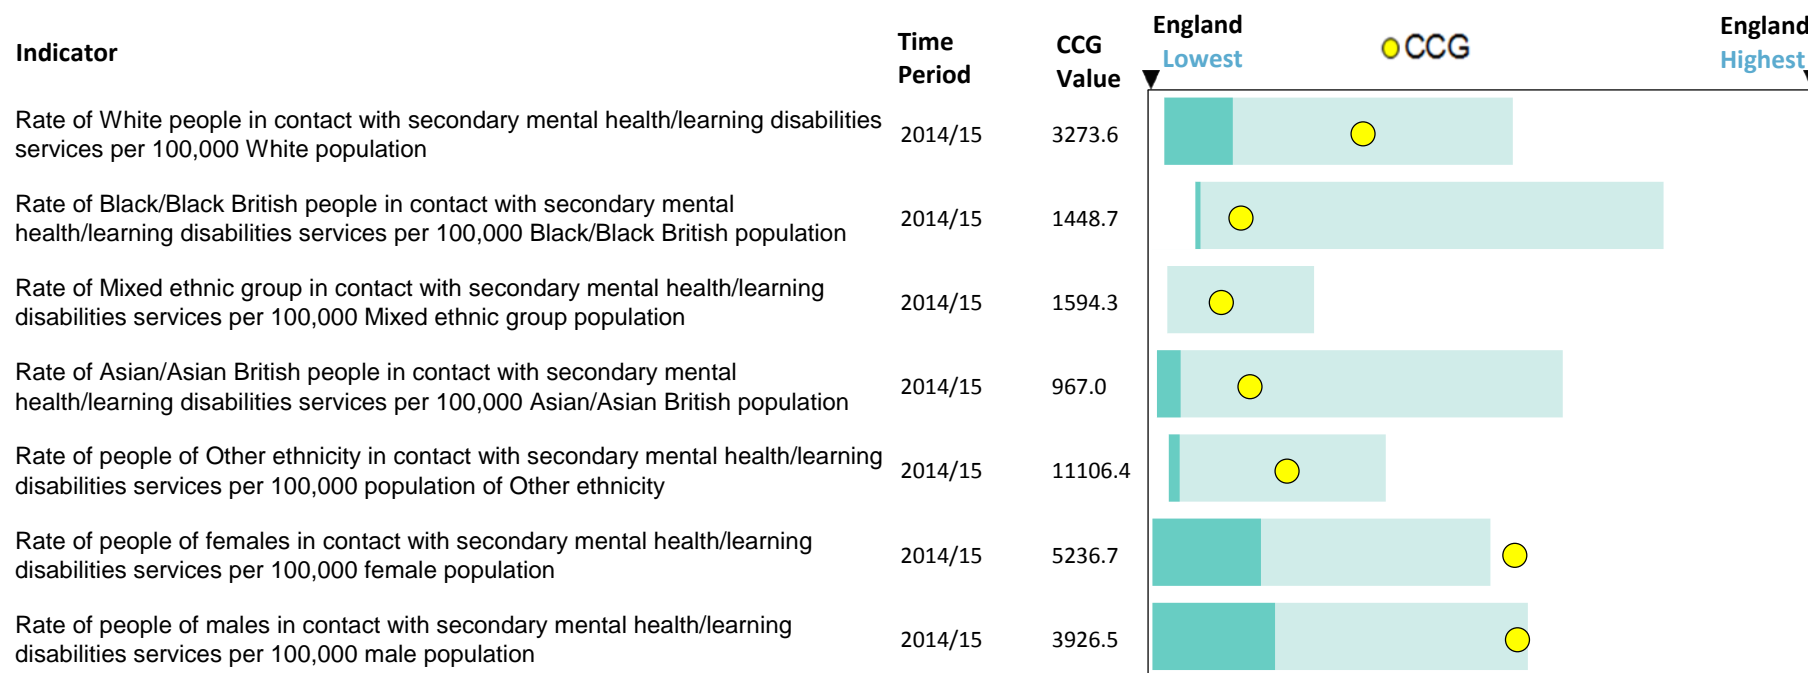 Indicator
Time
Period
CCG
Value
England
Lowest
CCG
England
Highest
Rate of White people in contact with secondary mental health/learning disabilities
services per 100,000 White population
2014/15
3273.6
Rate of Black/Black British people in contact with secondary mental
health/learning disabilities services per 100,000 Black/Black British population
2014/15
1448.7
Rate of Mixed ethnic group in contact with secondary mental health/learning
disabilities services per 100,000 Mixed ethnic group population
2014/15
1594.3
Rate of Asian/Asian British people in contact with secondary mental
health/learning disabilities services per 100,000 Asian/Asian British population
2014/15
967.0
Rate of people of Other ethnicity in contact with secondary mental health/learning
disabilities services per 100,000 population of Other ethnicity
2014/15
11106.4
Rate of people of females in contact with secondary mental health/learning
disabilities services per 100,000 female population
2014/15
5236.7
Rate of people of males in contact with secondary mental health/learning
disabilities services per 100,000 male population
2014/15
3926.5